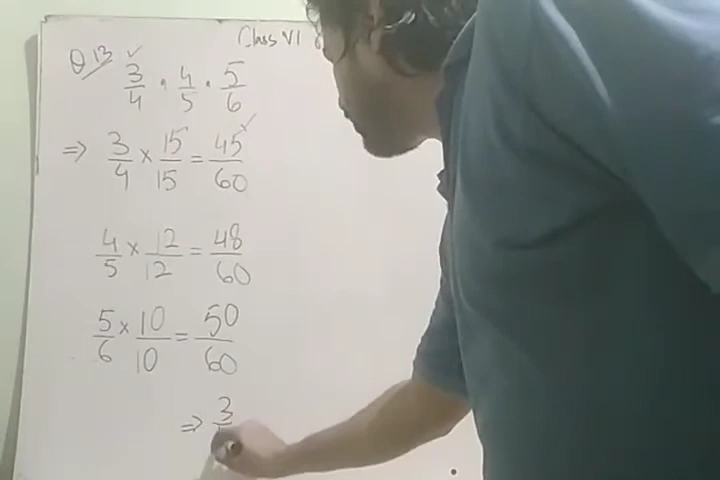 Class VI
Q 13 3/4 , 4/5 , 5/6
⇒ 3/4 × 15/15 = 45/60
4/5 × 12/12 = 48/60
5/6 × 10/10 = 50/60
⇒ 3